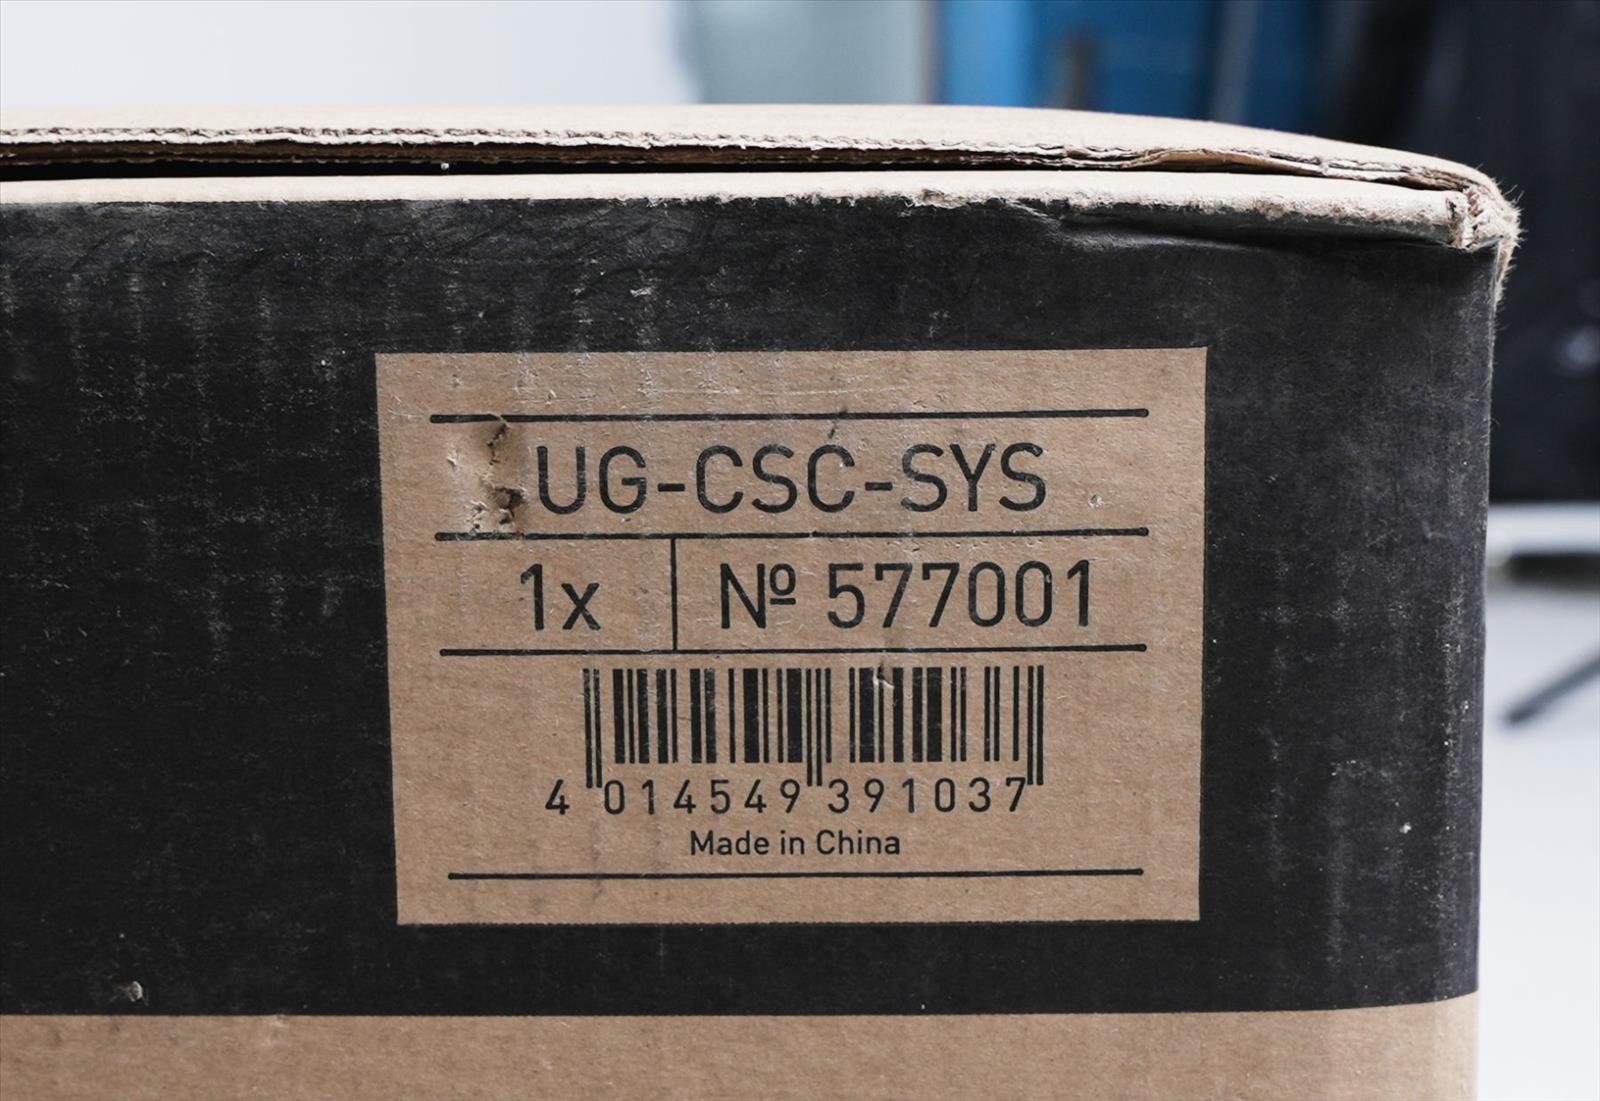 UG-CSC-SYS
1x № 577001
4 014549 391037
Made in China